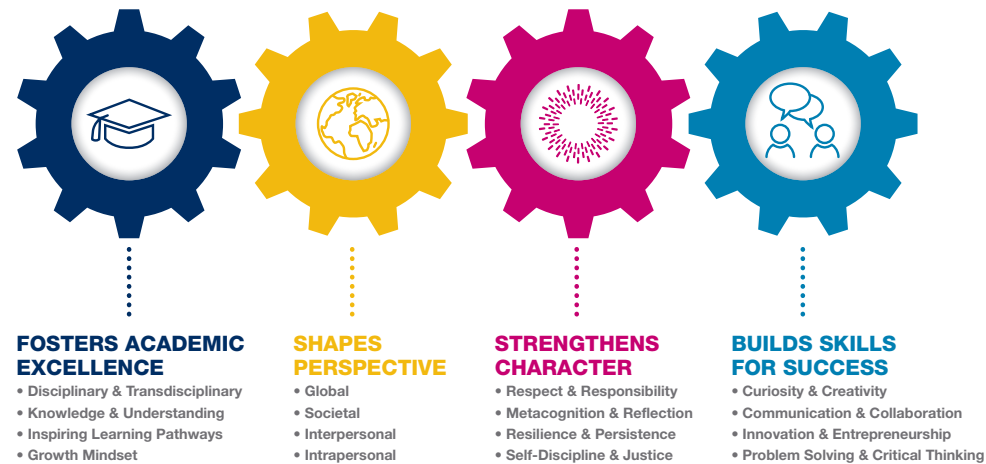 FOSTERS ACADEMIC
EXCELLENCE
• Disciplinary & Transdisciplinary
• Knowledge & Understanding
• Inspiring Learning Pathways
• Growth Mindset
SHAPES
PERSPECTIVE
• Global
• Societal
• Interpersonal
• Intrapersonal
STRENGTHENS
CHARACTER
• Respect & Responsibility
• Metacognition & Reflection
• Resilience & Persistence
• Self-Discipline & Justice
BUILDS SKILLS
FOR SUCCESS
• Curiosity & Creativity
• Communication & Collaboration
• Innovation & Entrepreneurship
• Problem Solving & Critical Thinking